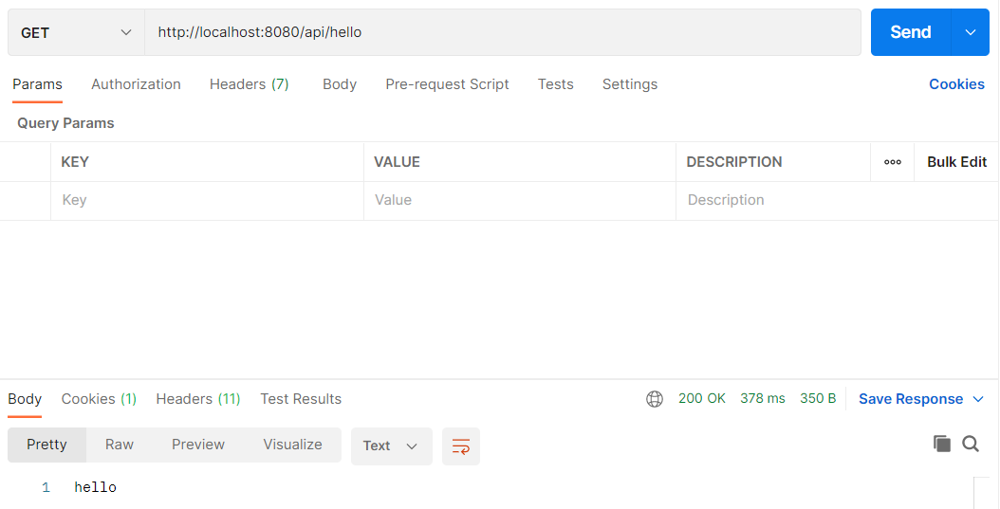 GET http://localhost:8080/api/hello Send
Params Authorization Headers (7) Body Pre-request Script Tests Settings Cookies
Query Params
KEY VALUE DESCRIPTION ooo Bulk Edit
Key Value Description
Body Cookies (1) Headers (11) Test Results 200 OK 378 ms 350 B Save Response
Pretty Raw Preview Visualize Text
1 hello